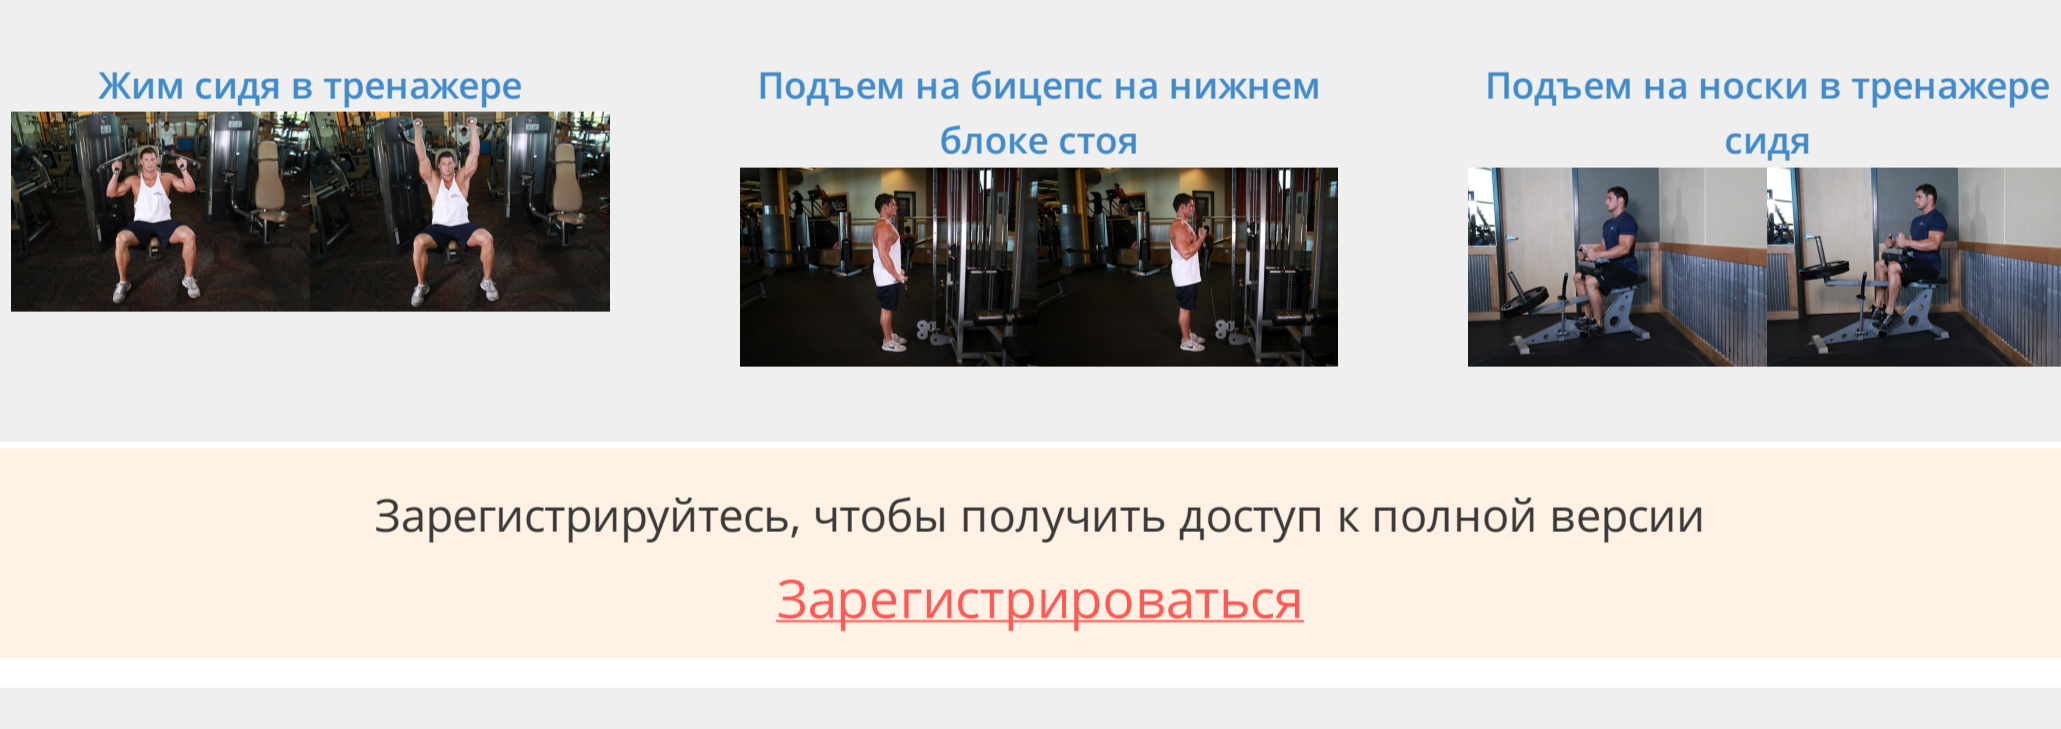 Жим сидя в тренажере
Подъем на бицепс на нижнем
блоке стоя
Подъем на носки в тренажере
сидя
Зарегистрируйтесь, чтобы получить доступ к полной версии
Зарегистрироваться